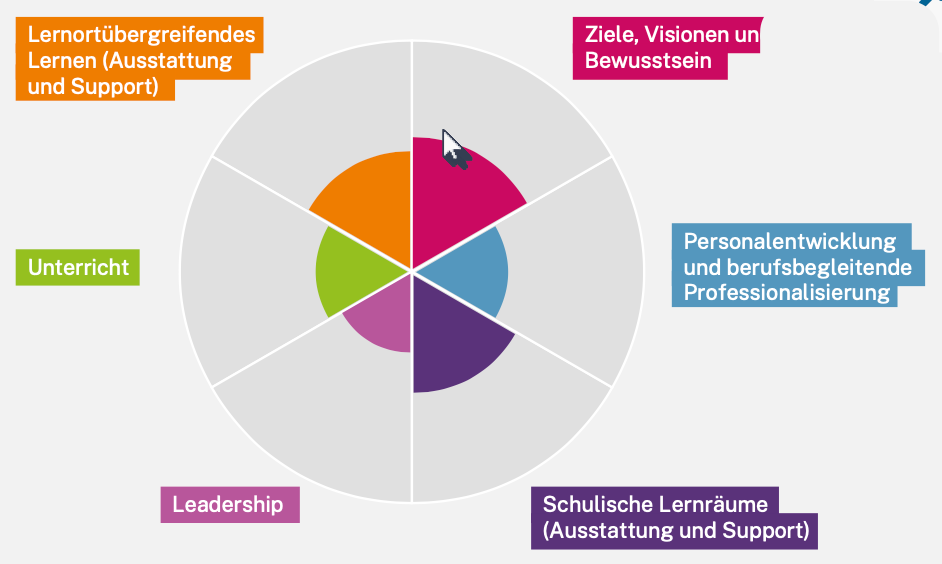 Lernortübergreifendes
Lernen (Ausstattung
und Support)
Ziele, Visionen un
Bewusstsein
Unterricht
Personalentwicklung
und berufsbegleitende
Professionalisierung
Leadership
Schulische Lernräume
(Ausstattung und Support)